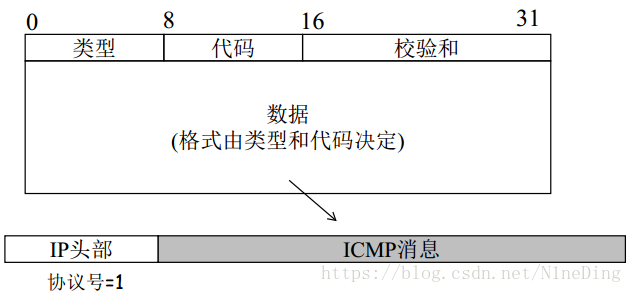 0 8 16 31
类型 代码 校验和
数据
(格式由类型和代码决定)
IP头部 ICMP消息
协议号=1
https://blog.csdn.net/N1neDing